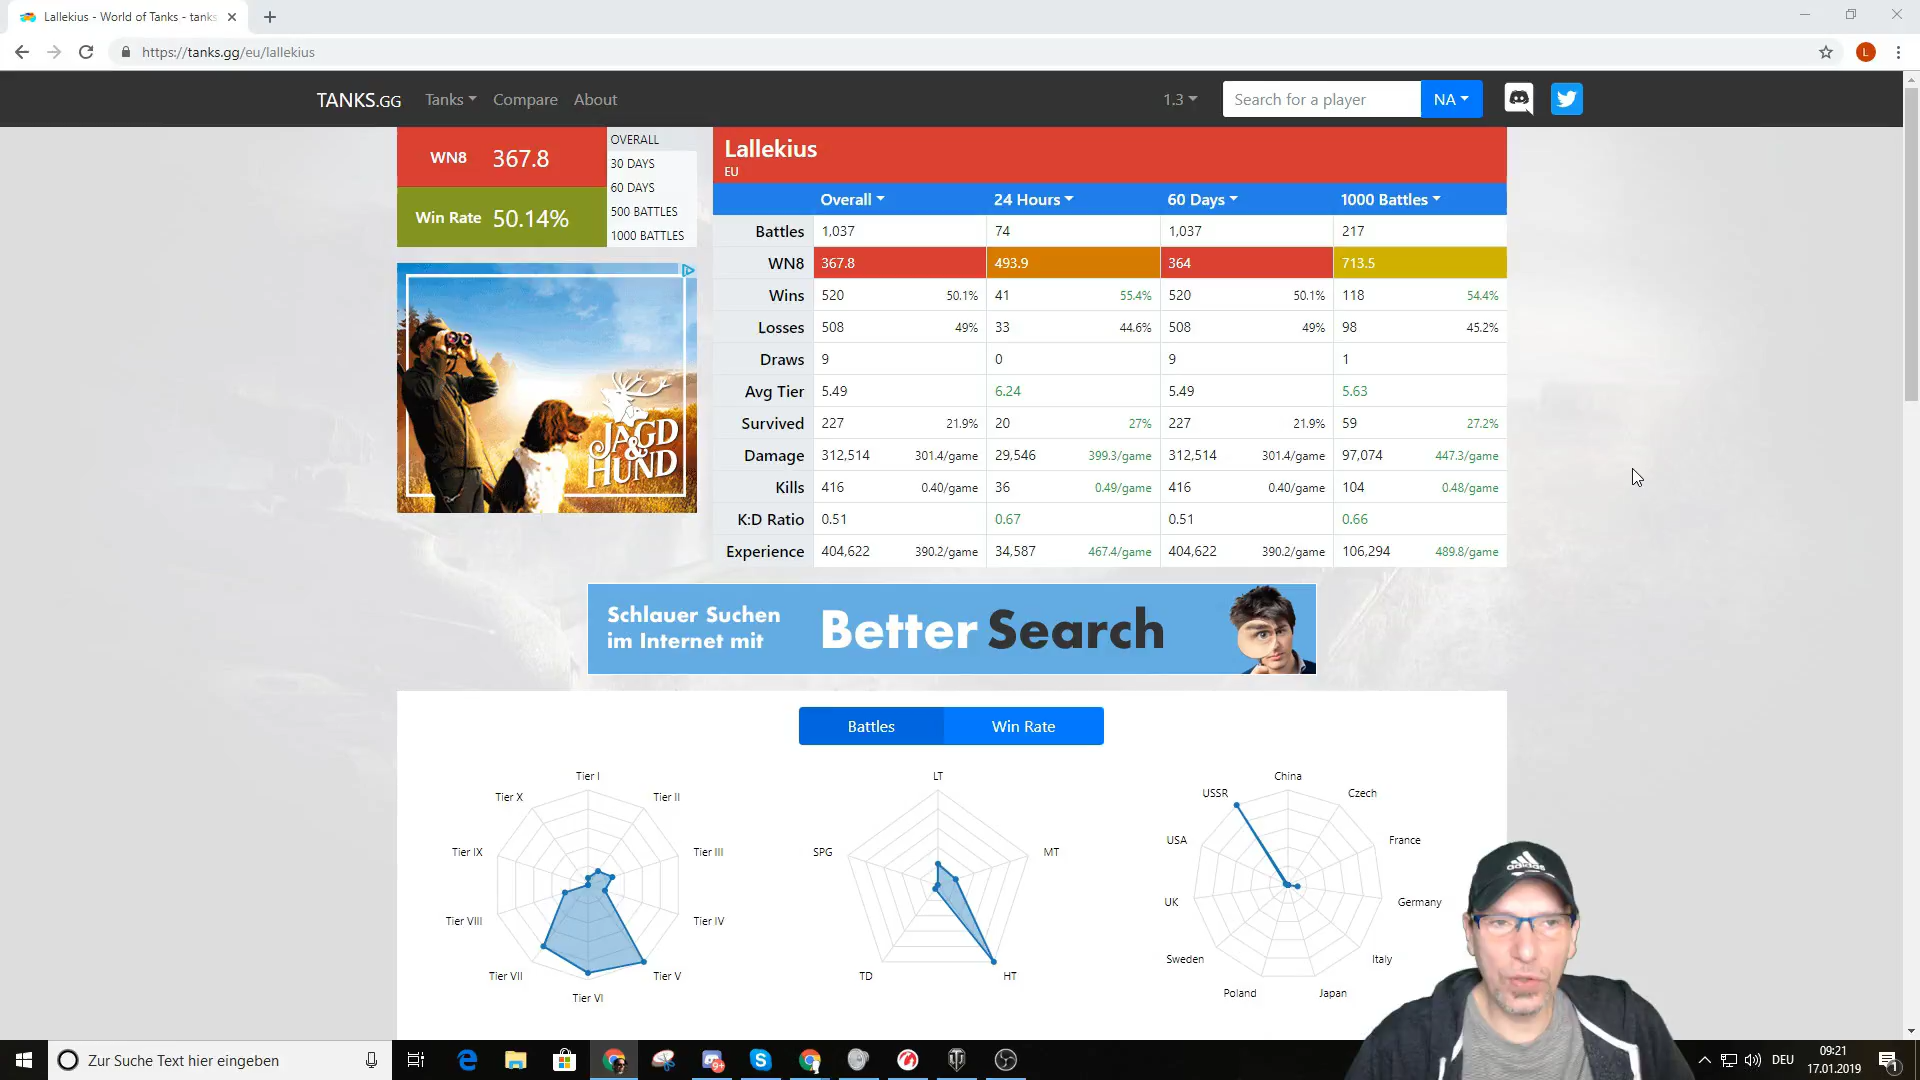 Lallekius - World of Tanks - tanks
https://tanks.gg/eu/lallekius
L
TANKS.GG Tanks Compare About 1.3 Search for a player NA
WN8 367.8
Win Rate 50.14%
OVERALL
30 DAYS
60 DAYS
500 BATTLES
1000 BATTLES
JAGD
&
HUND
Lallekius
EU
Overall 24 Hours 60 Days 1000 Battles
Battles 1,037 74 1,037 217
WN8 367.8 493.9 364 713.5
Wins 520 50.1% 41 55.4% 520 50.1% 118 54.4%
Losses 508 49% 33 44.6% 508 49% 98 45.2%
Draws 9 0 9 1
Avg Tier 5.49 6.24 5.49 5.63
Survived 227 21.9% 20 27% 227 21.9% 59 27.2%
Damage 312,514 301.4/game 29,546 399.3/game 312,514 301.4/game 97,074 447.3/game
Kills 416 0.40/game 36 0.49/game 416 0.40/game 104 0.48/game
K:D Ratio 0.51 0.67 0.51 0.66
Experience 404,622 390.2/game 34,587 467.4/game 404,622 390.2/game 106,294 489.8/game
Schlauer Suchen
im Internet mit
Better Search
Battles Win Rate
Tier I
Tier II
Tier III
Tier IV
Tier V
Tier VI
Tier VII
Tier VIII
Tier IX
Tier X
LT
MT
HT
TD
SPG
China
Czech
France
Germany
Italy
Japan
Poland
Sweden
UK
USA
USSR
Zur Suche Text hier eingeben
DEU
09:21
17.01.2019
1